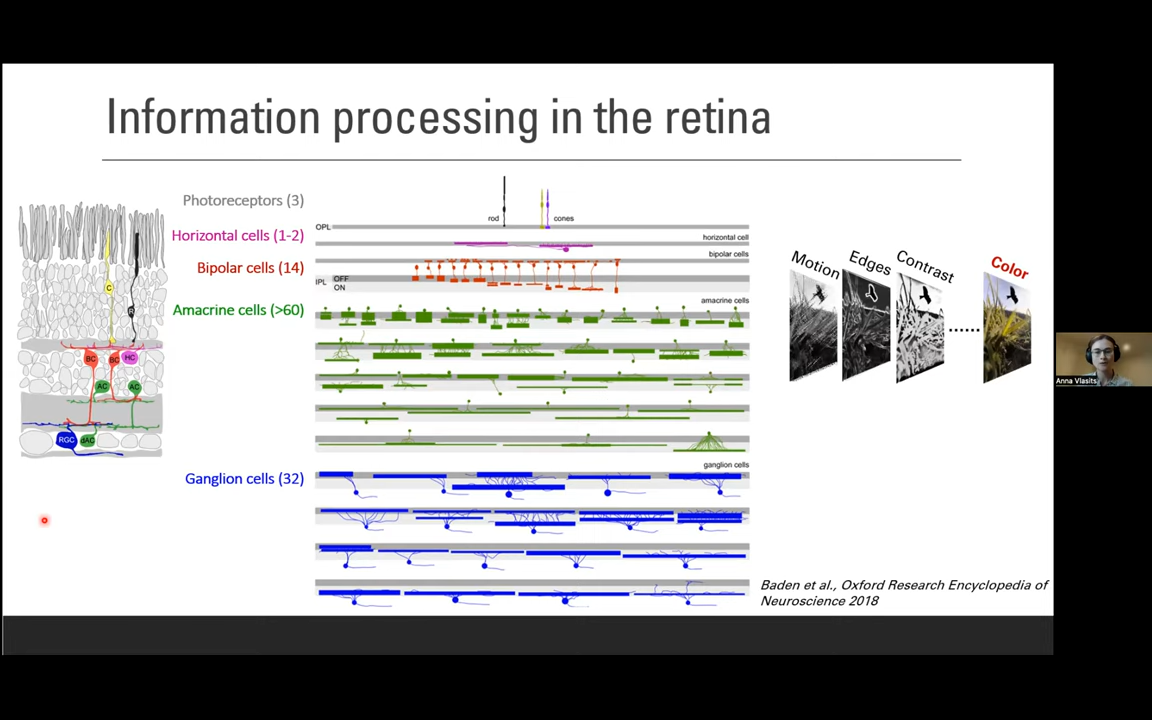 Information processing in the retina
Photoreceptors (3)
Horizontal cells (1-2)
Bipolar cells (14)
Amacrine cells (>60)
Ganglion cells (32)
C
R
BC
BC
HC
AC
AC
RGC
dAC
rod
cones
OPL
horizontal cell
bipolar cells
IPL
OFF
ON
amacrine cells
ganglion cells
Motion
Edges
Contrast
Color
Baden et al., Oxford Research Encyclopedia of
Neuroscience 2018
Anna Vlasits